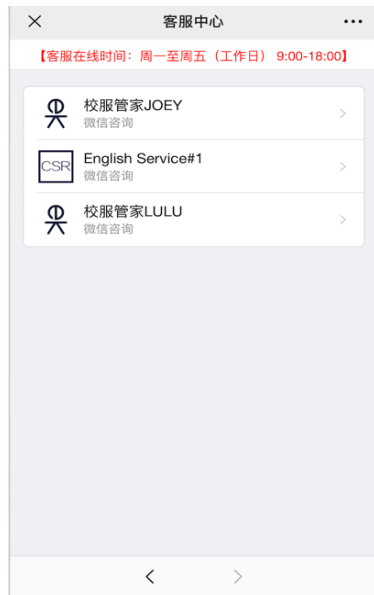 客服中心
【客服在线时间：周一至周五（工作日） 9:00-18:00】
校服管家JOEY
微信咨询
CSR
English Service#1
微信咨询
校服管家LULU
微信咨询